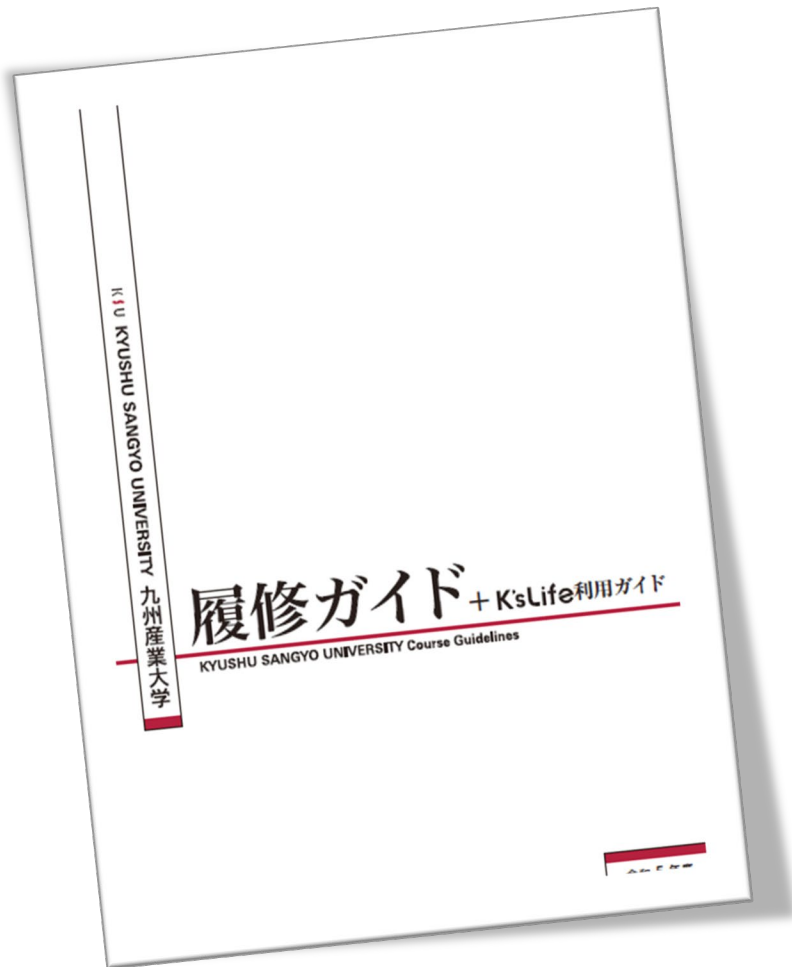 KSU KYUSHU SANGYO UNIVERSITY 九州産業大学
履修ガイド+K'sLife利用ガイド
KYUSHU SANGYO UNIVERSITY Course Guidelines